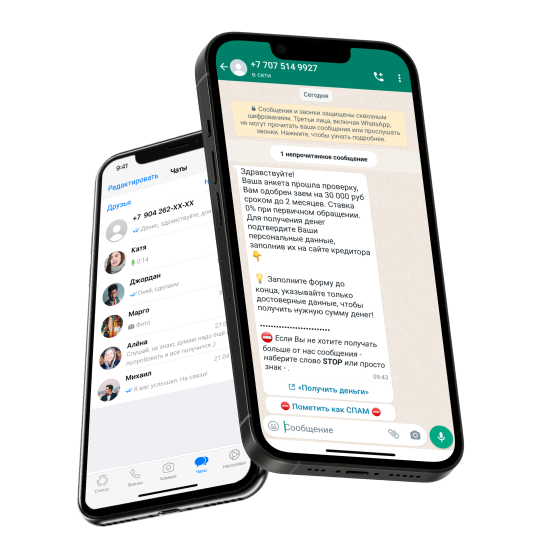 9:41
Редактировать
Чаты
Друзья
+7 904 262-XX-XX
Денис, здравствуйте, для
Катя
0:14
Джордан
Окей, сделаем
Марго
Фото
Алёна
Слушай, не знаю, думаю надо ещё
попробовать и всё получится ;)
Михаил
21.04
Я вас услышал. На связи!
Статус
Звонки
Камера
Чаты
Настройки
+7 707 514 9927
в сети
Сегодня
Сообщения и звонки защищены сквозным
шифрованием. Третьи лица, включая WhatsApp,
не могут прочитать ваши сообщения или прослушать
звонки. Нажмите, чтобы узнать подробнее.
1 непрочитанное сообщение
Здравствуйте!
Ваша анкета прошла проверку,
Вам одобрен заем на 30 000 руб
сроком до 2 месяцев. Ставка
0% при первичном обращении.
Для получения денег
подтвердите Ваши
персональные данные,
заполнив их на сайте кредитора
👇
💡 Заполните форму до
конца, указывайте только
достоверные данные, чтобы
получить нужную сумму денег!
••••••••••••••••••••••••••
⛔ Если Вы не хотите получать
больше от нас сообщения -
наберите слово STOP или просто
знак - .
09:43
«Получить деньги»
⛔ Пометить как СПАМ ⛔
Сообщение